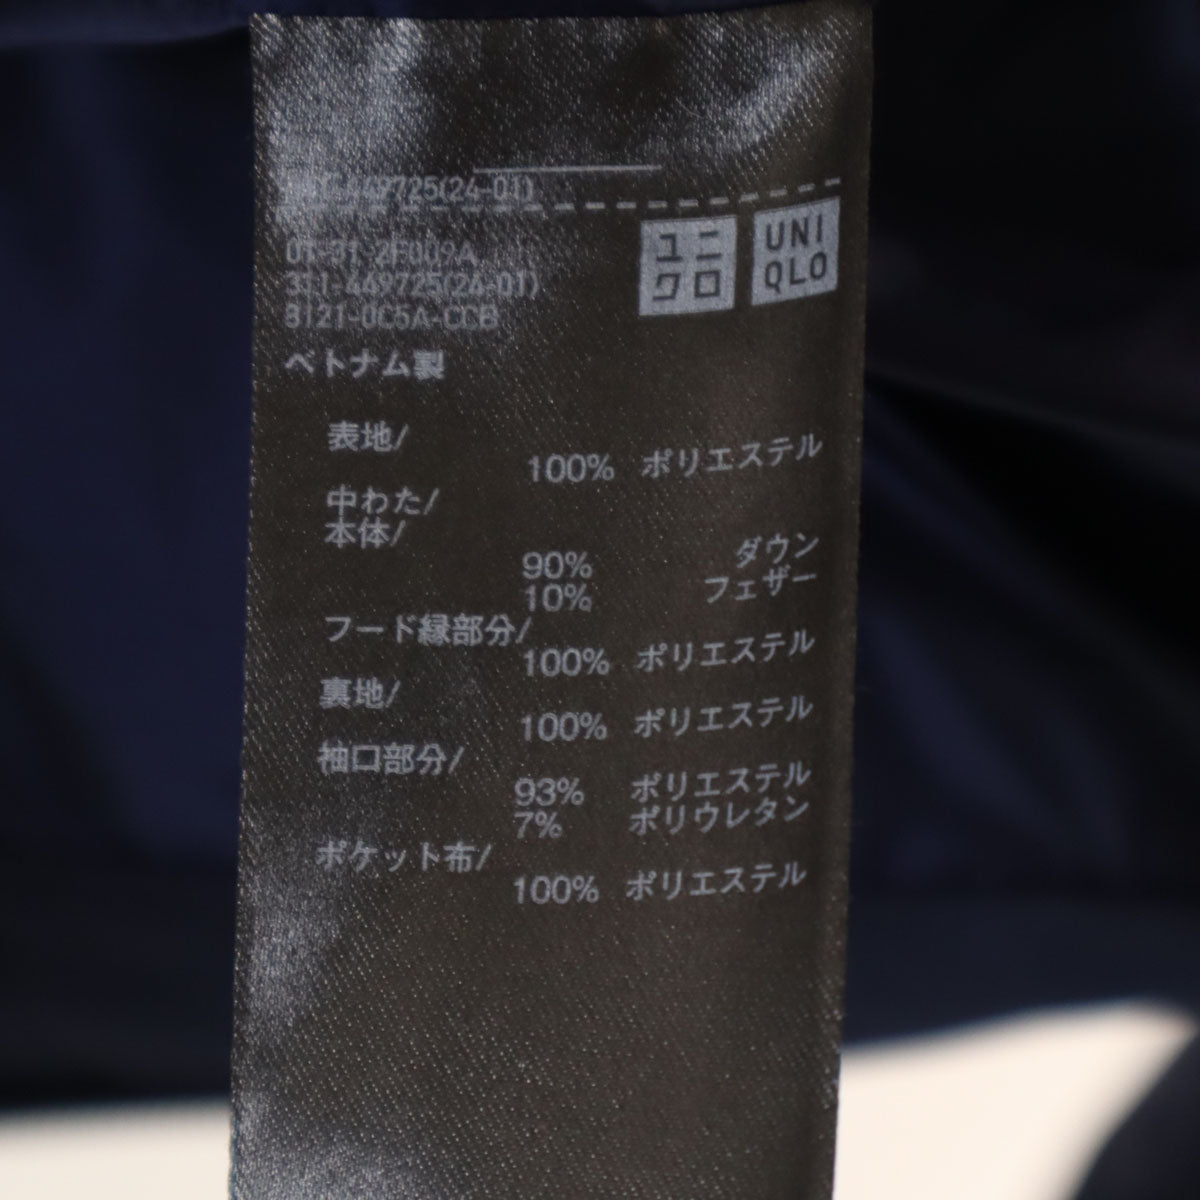 449725(24-01)
ユニ
クロ
UNI
QLO
01-31 2F009A
311-449725(24-01)
3121-0C5A-CCB
ベトナム製
表地/
100% ポリエステル
中わた/
本体/
90% ダウン
10% フェザー
フード縁部分/
100% ポリエステル
裏地/
100% ポリエステル
袖口部分/
93% ポリエステル
7% ポリウレタン
ポケット布/
100% ポリエステル